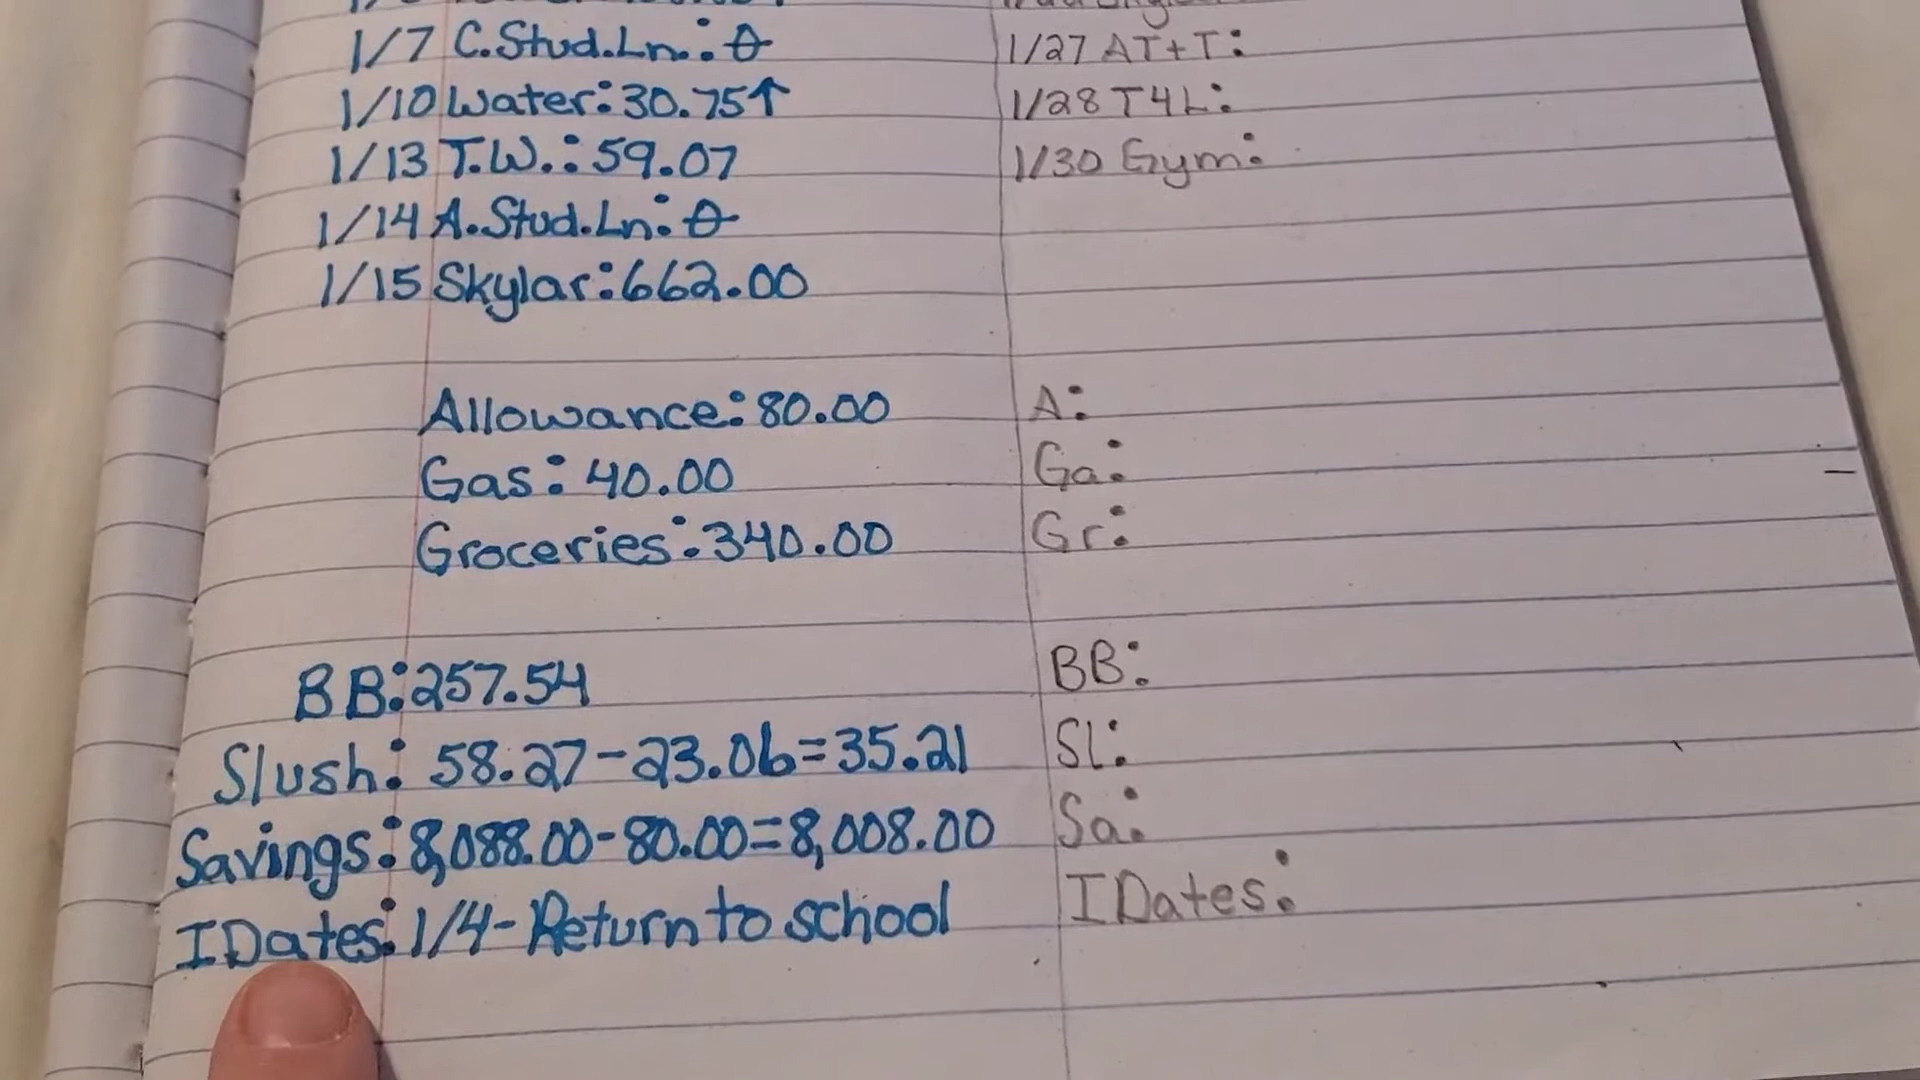 1/7 C.Stud.Ln.: 0
1/10 Water: 30.75↑
1/13 T.W.: 59.07
1/14 A.Stud.Ln: 0
1/15 Skylar: 662.00
Allowance: 80.00
Gas: 40.00
Groceries: 340.00
BB: 257.54
Slush: 58.27-23.06=35.21
Savings: 8,088.00-80.00=8,008.00
IDates: 1/4- Return to school
1/27 AT+T:
1/28 T4L:
1/30 Gym:
A:
Ga:
Gr:
BB:
Sl:
Sa:
IDates: